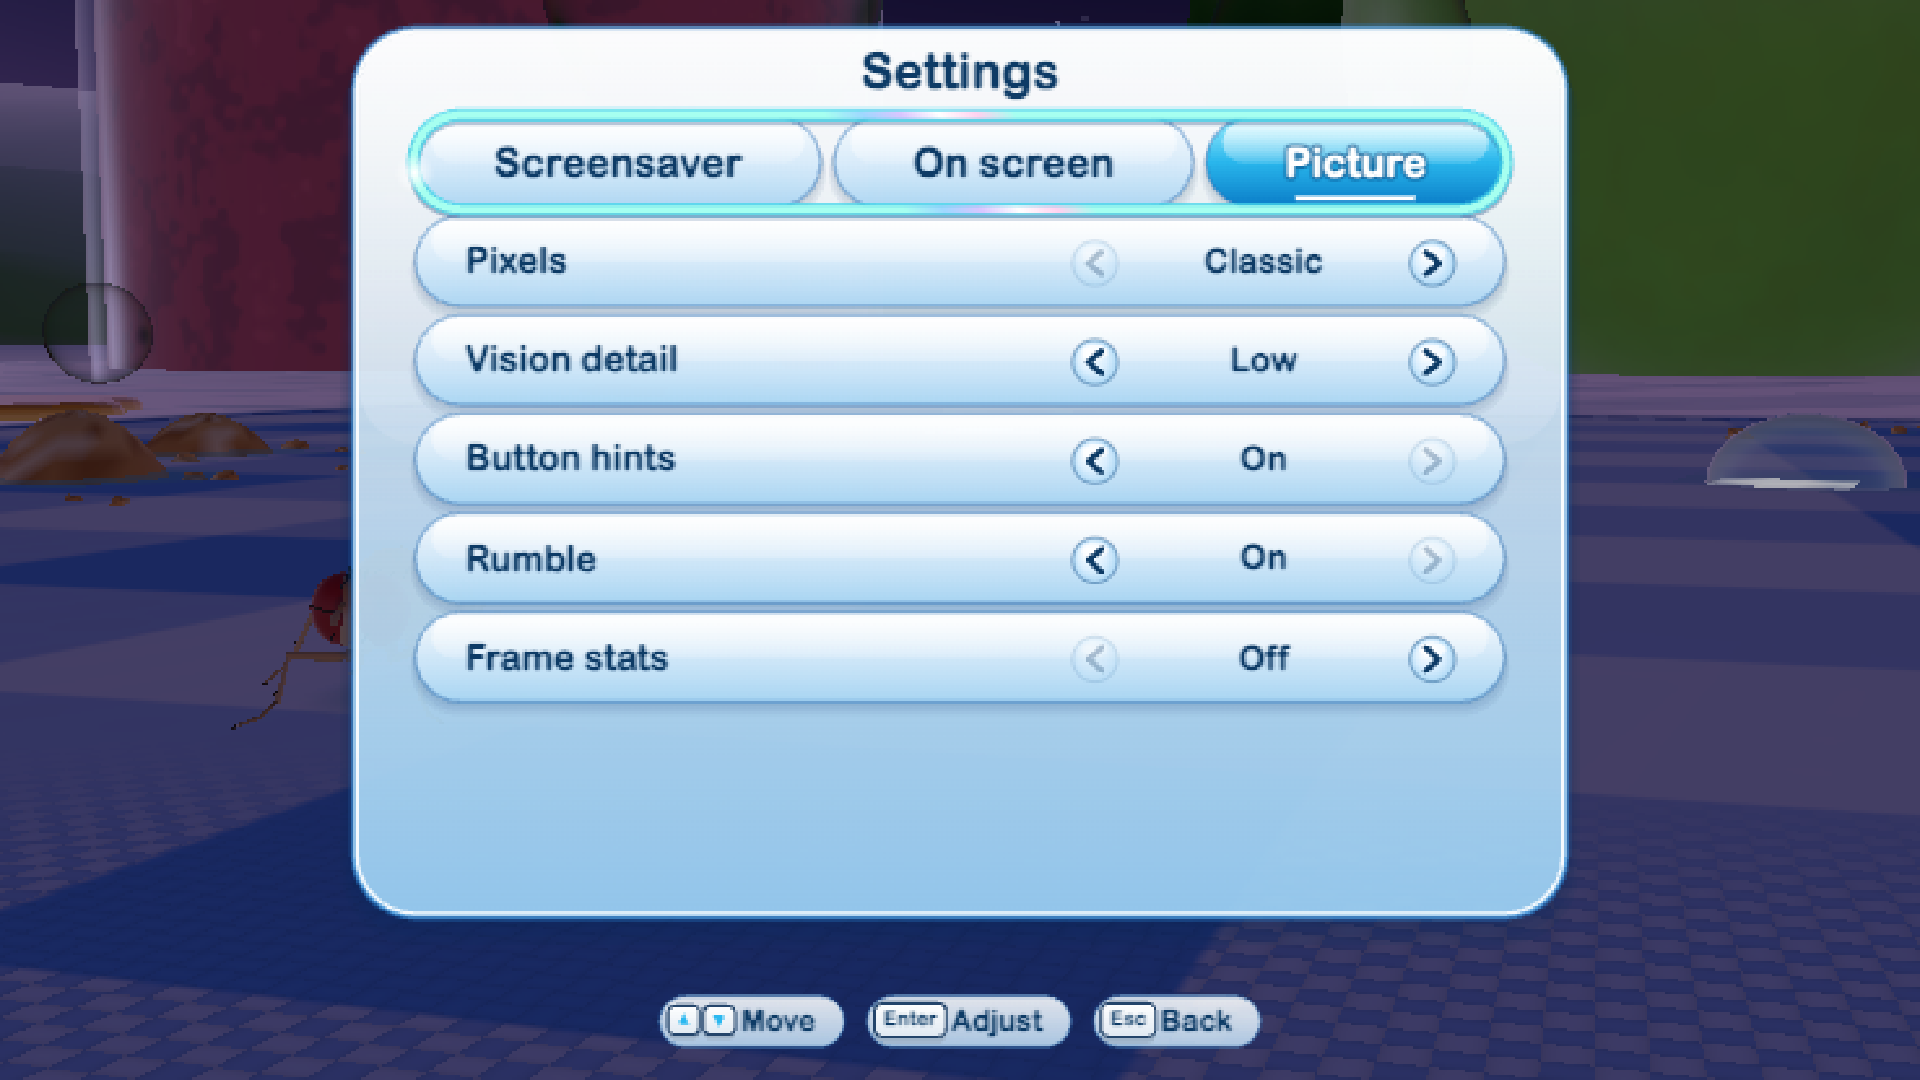 Settings
Screensaver On screen Picture
Pixels Classic
Vision detail Low
Button hints On
Rumble On
Frame stats Off
Move Enter Adjust Esc Back